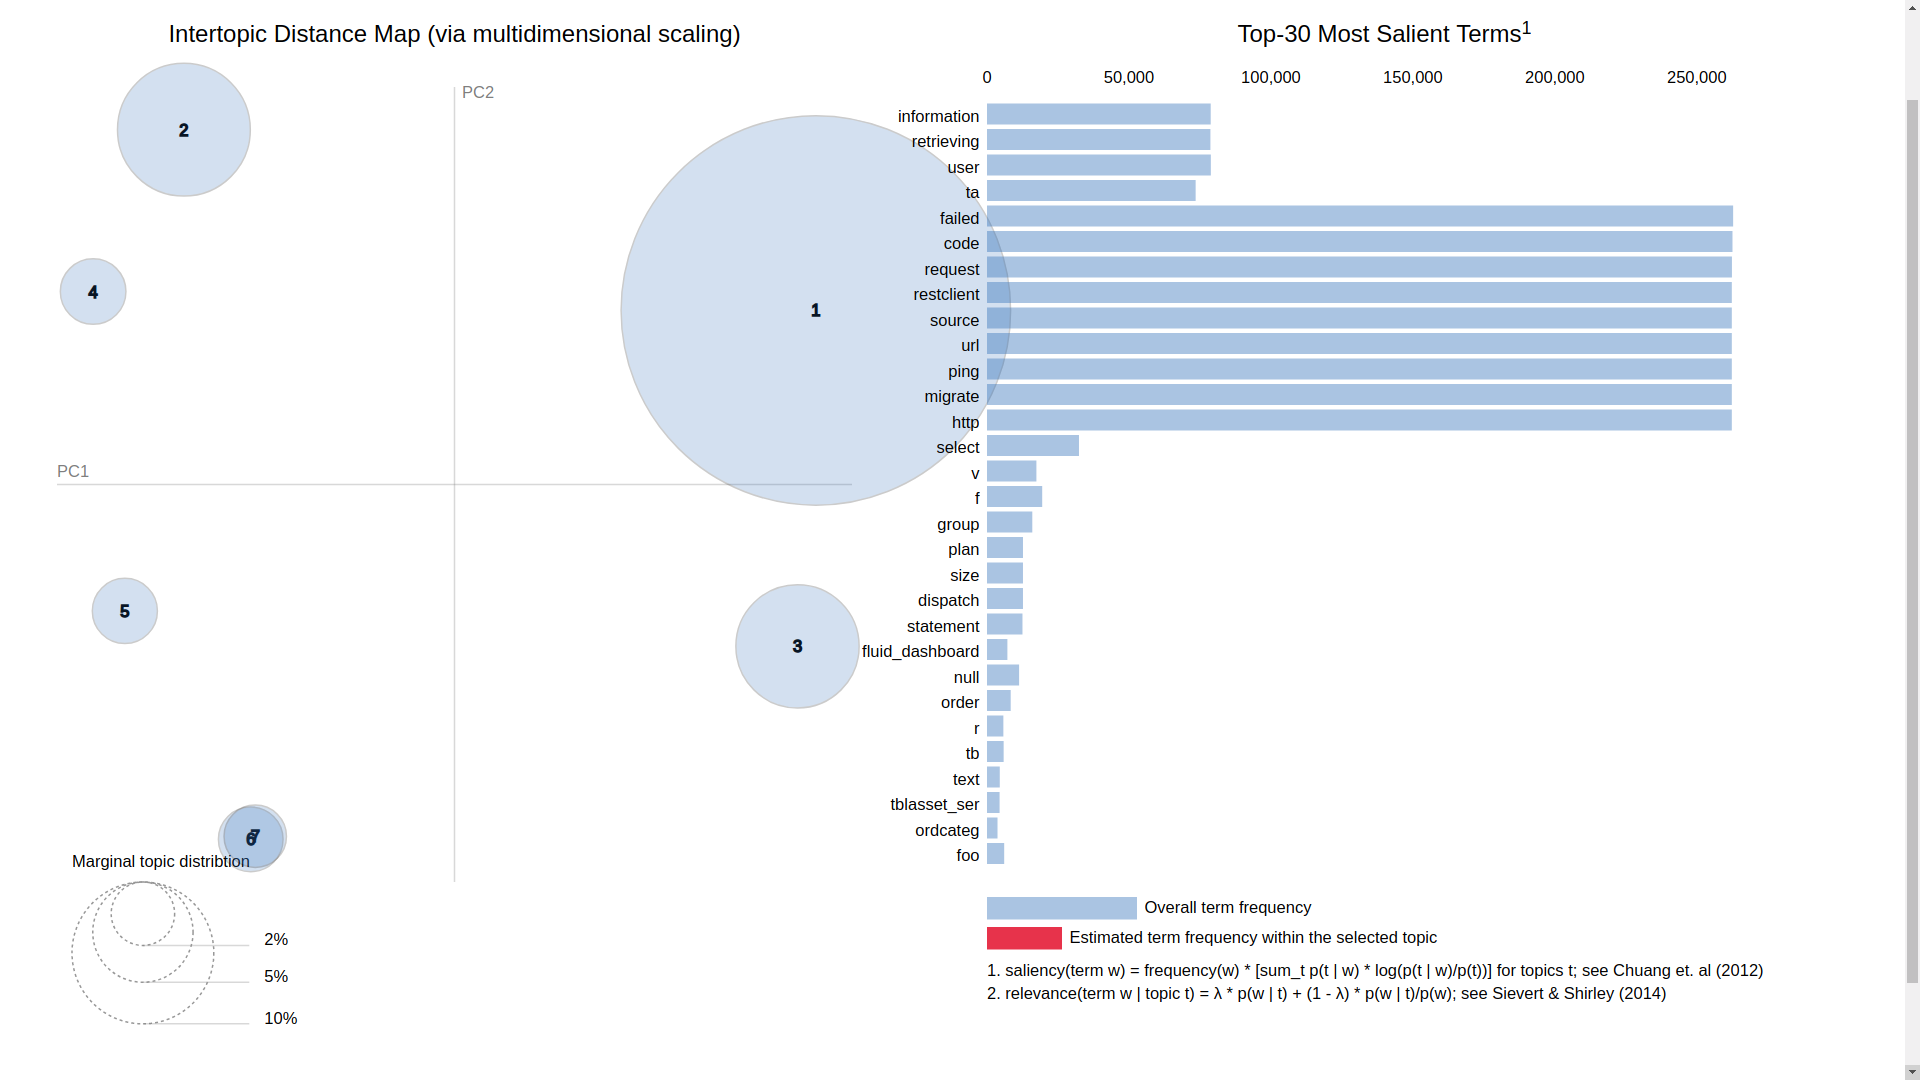 Intertopic Distance Map (via multidimensional scaling)
PC2
PC1
2
4
1
5
3
6
7
Marginal topic distribtion
2%
5%
10%
Top-30 Most Salient Terms1
0 50,000 100,000 150,000 200,000 250,000
information
retrieving
user
ta
failed
code
request
restclient
source
url
ping
migrate
http
select
v
f
group
plan
size
dispatch
statement
fluid_dashboard
null
order
r
tb
text
tblasset_ser
ordcateg
foo
Overall term frequency
Estimated term frequency within the selected topic
1. saliency(term w) = frequency(w) * [sum_t p(t | w) * log(p(t | w)/p(t))] for topics t; see Chuang et. al (2012)
2. relevance(term w | topic t) = λ * p(w | t) + (1 - λ) * p(w | t)/p(w); see Sievert & Shirley (2014)